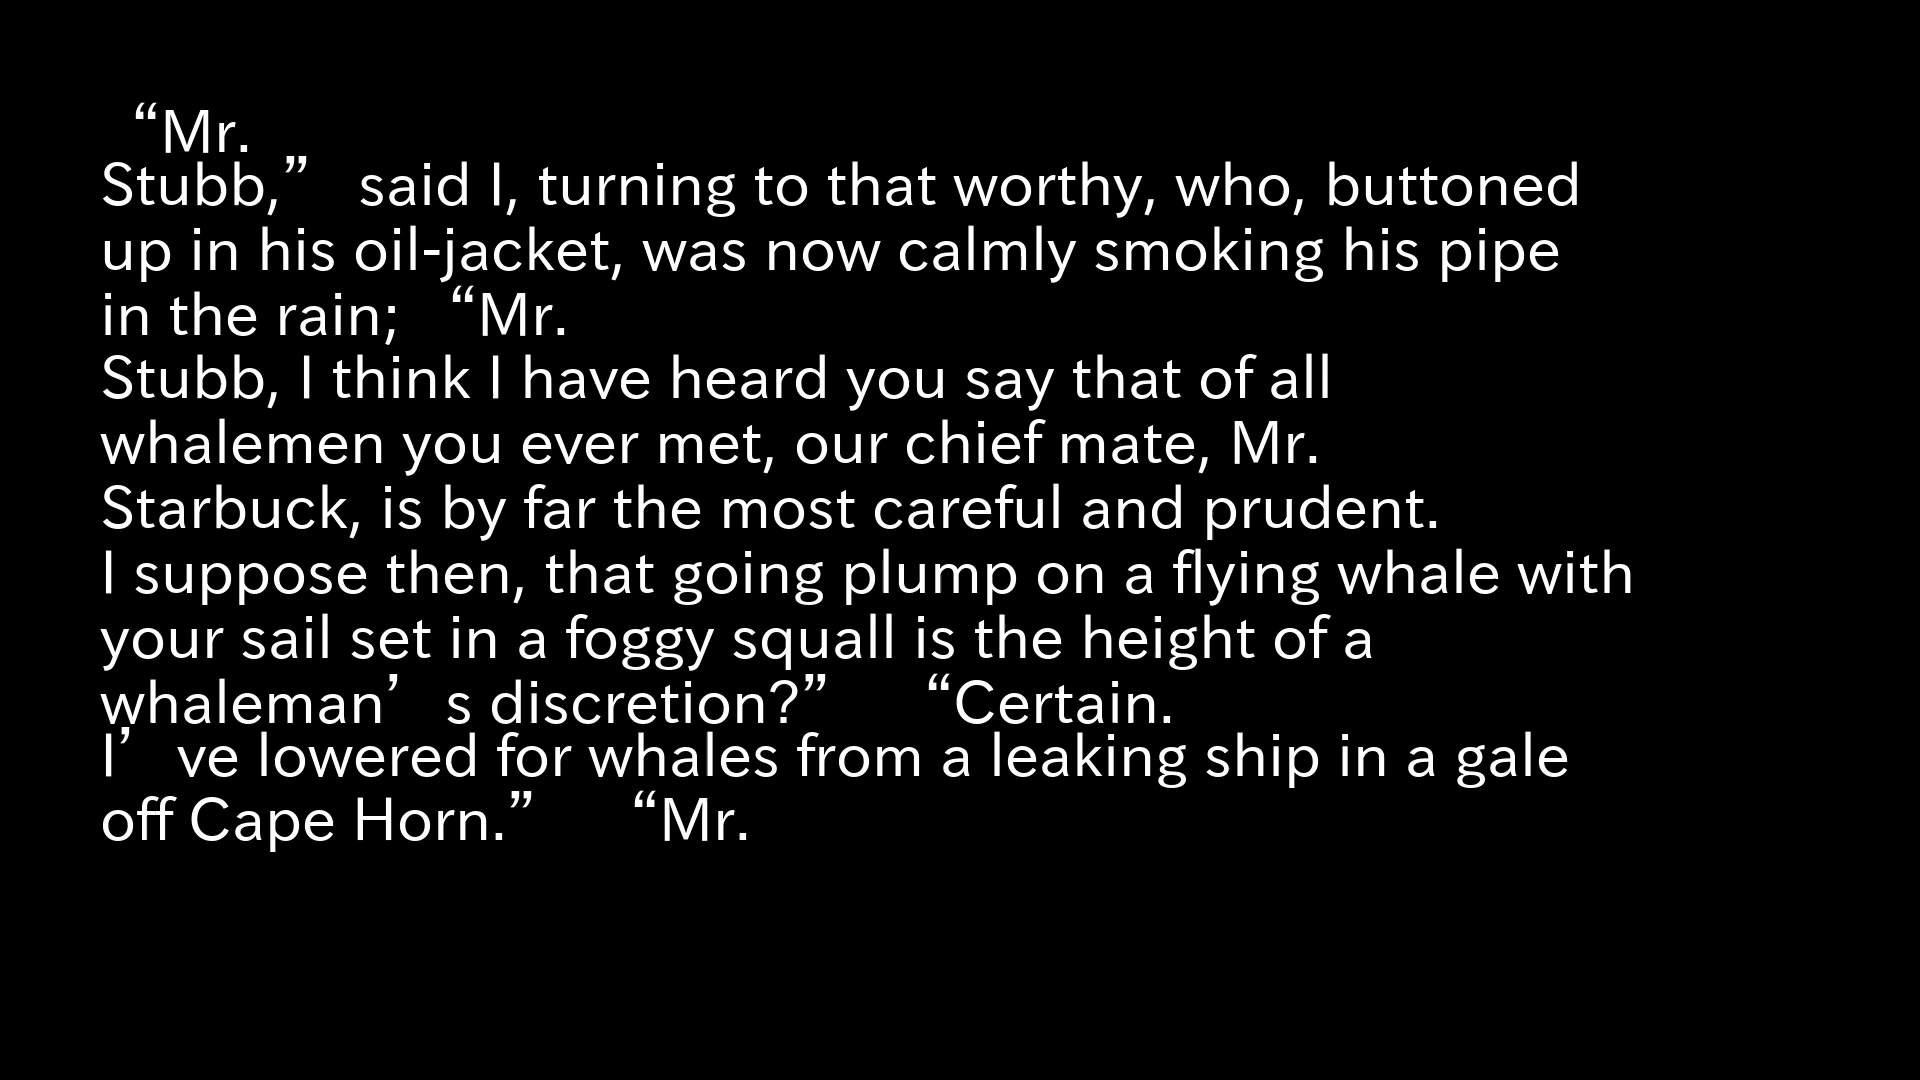 “Mr.
Stubb,” said I, turning to that worthy, who, buttoned
up in his oil-jacket, was now calmly smoking his pipe
in the rain; “Mr.
Stubb, I think I have heard you say that of all
whalemen you ever met, our chief mate, Mr.
Starbuck, is by far the most careful and prudent.
I suppose then, that going plump on a flying whale with
your sail set in a foggy squall is the height of a
whaleman’s discretion?” “Certain.
I’ve lowered for whales from a leaking ship in a gale
off Cape Horn.” “Mr.